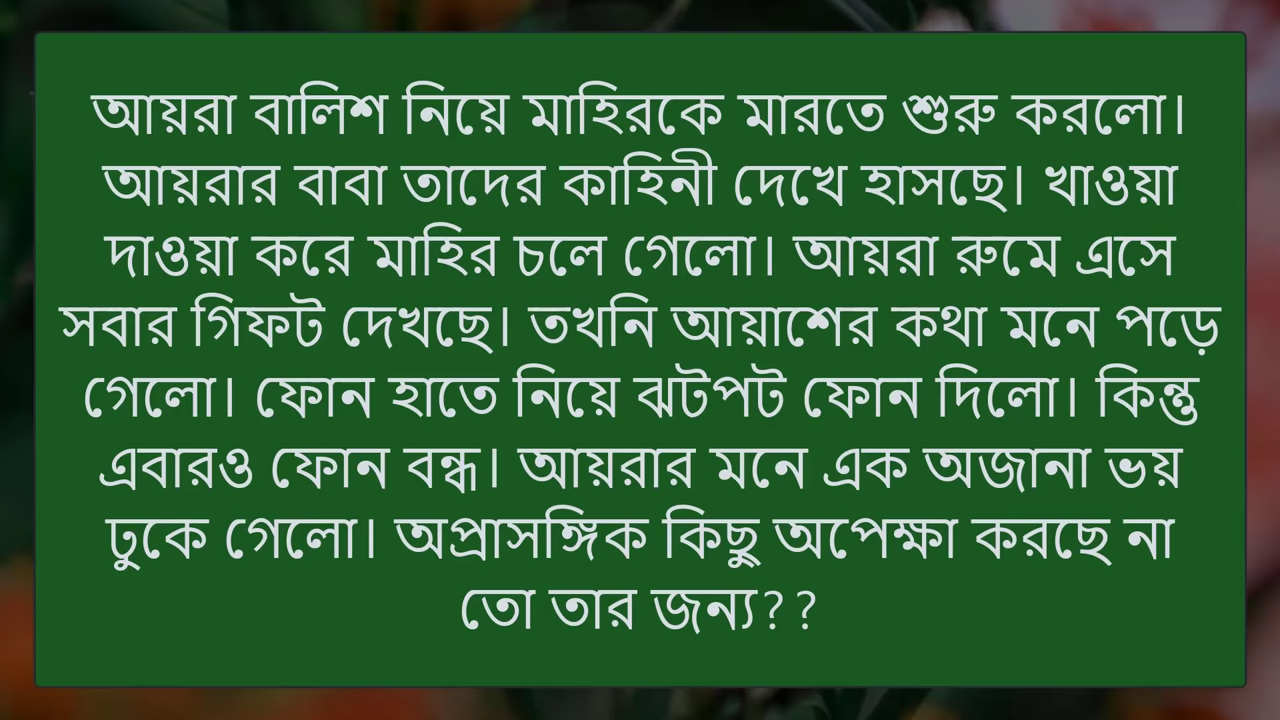 আয়রা বালিশ নিয়ে মাহিরকে মারতে শুরু করলো।
আয়রার বাবা তাদের কাহিনী দেখে হাসছে। খাওয়া
দাওয়া করে মাহির চলে গেলো। আয়রা রুমে এসে
সবার গিফট দেখছে। তখনি আয়াশের কথা মনে পড়ে
গেলো। ফোন হাতে নিয়ে ঝটপট ফোন দিলো। কিন্তু
এবারও ফোন বন্ধ। আয়রার মনে এক অজানা ভয়
ঢুকে গেলো। অপ্রাসঙ্গিক কিছু অপেক্ষা করছে না
তো তার জন্য??